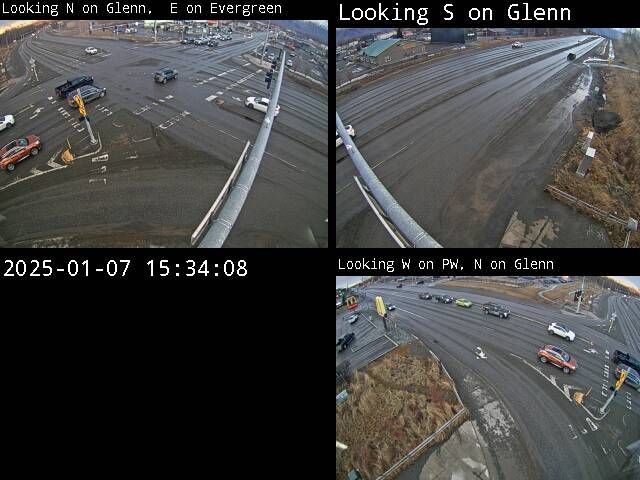 Looking N on Glenn, E on Evergreen
Looking S on Glenn
2025-01-07 15:34:08
Looking W on PW, N on Glenn